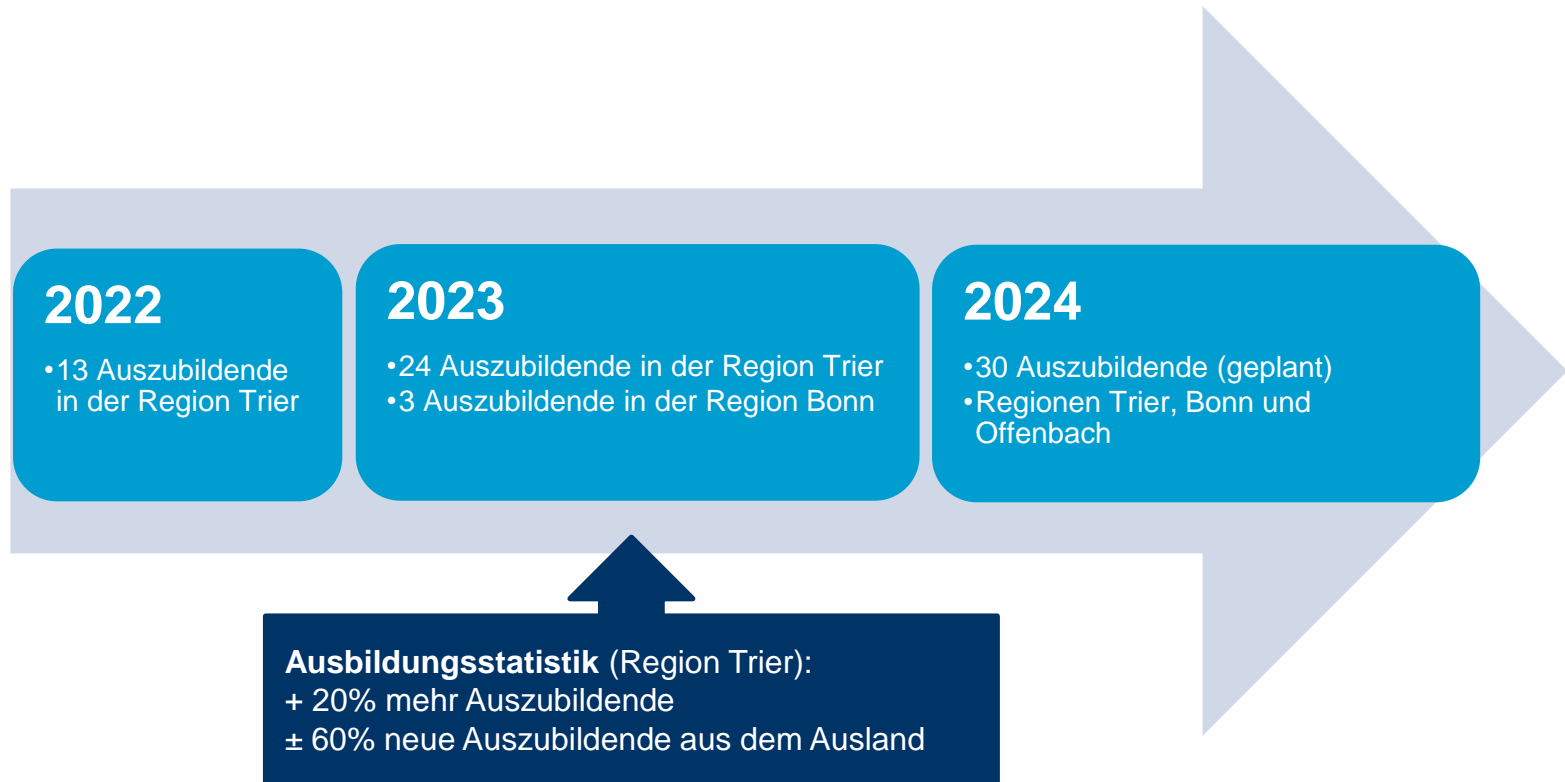 2022
•13 Auszubildende
in der Region Trier
2023
•24 Auszubildende in der Region Trier
•3 Auszubildende in der Region Bonn
2024
•30 Auszubildende (geplant)
•Regionen Trier, Bonn und
Offenbach
Ausbildungsstatistik (Region Trier):
+ 20% mehr Auszubildende
± 60% neue Auszubildende aus dem Ausland